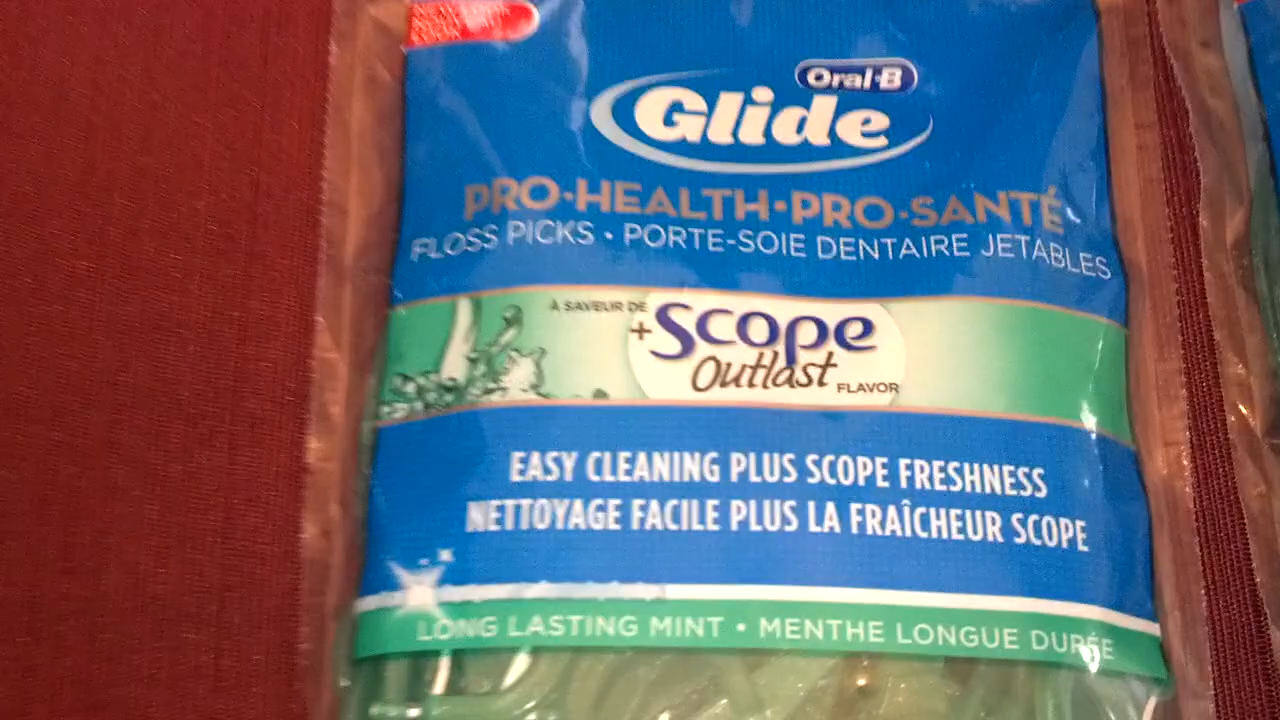 Oral-B
Glide
PRO-HEALTH•PRO-SANTÉ
FLOSS PICKS • PORTE-SOIE DENTAIRE JETABLES
À SAVEUR DE
+Scope
Outlast FLAVOR
EASY CLEANING PLUS SCOPE FRESHNESS
NETTOYAGE FACILE PLUS LA FRAÎCHEUR SCOPE
LONG LASTING MINT • MENTHE LONGUE DURÉE